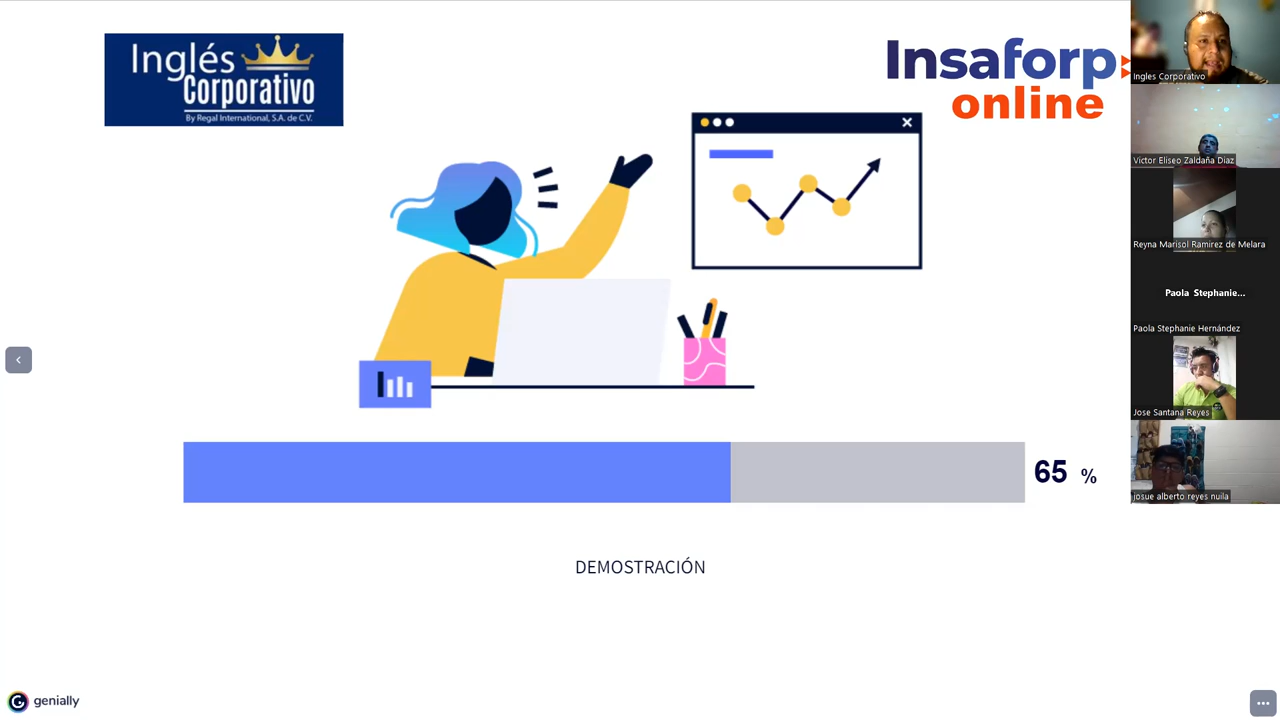 Inglés
Corporativo
By Regal International, S.A. de C.V.
Insaforp
online
65 %
DEMOSTRACIÓN
genially
Ingles Corporativo
Victor Eliseo Zaldaña Diaz
Reyna Marisol Ramirez de Melara
Paola Stephanie...
Paola Stephanie Hernández
Jose Santana Reyes
josue alberto reyes nuila